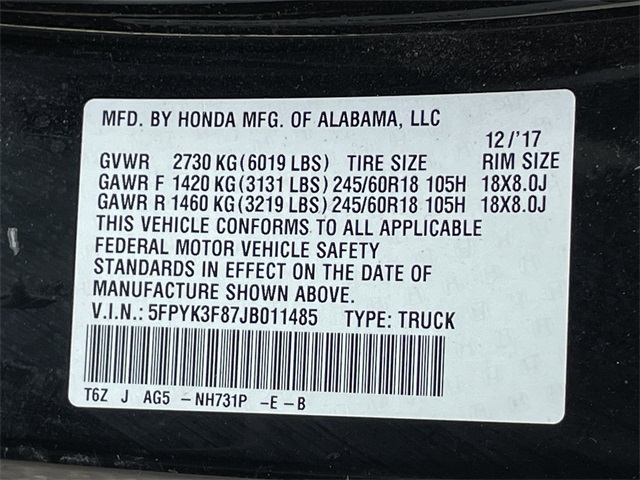 MFD. BY HONDA MFG. OF ALABAMA, LLC
12/'17
GVWR 2730 KG(6019 LBS) TIRE SIZE RIM SIZE
GAWR F 1420 KG(3131 LBS) 245/60R18 105H 18X8.0J
GAWR R 1460 KG(3219 LBS) 245/60R18 105H 18X8.0J
THIS VEHICLE CONFORMS TO ALL APPLICABLE
FEDERAL MOTOR VEHICLE SAFETY
STANDARDS IN EFFECT ON THE DATE OF
MANUFACTURE SHOWN ABOVE.
V.I.N.: 5FPYK3F87JB011485 TYPE: TRUCK
T6Z J AG5 -NH731P -E-B